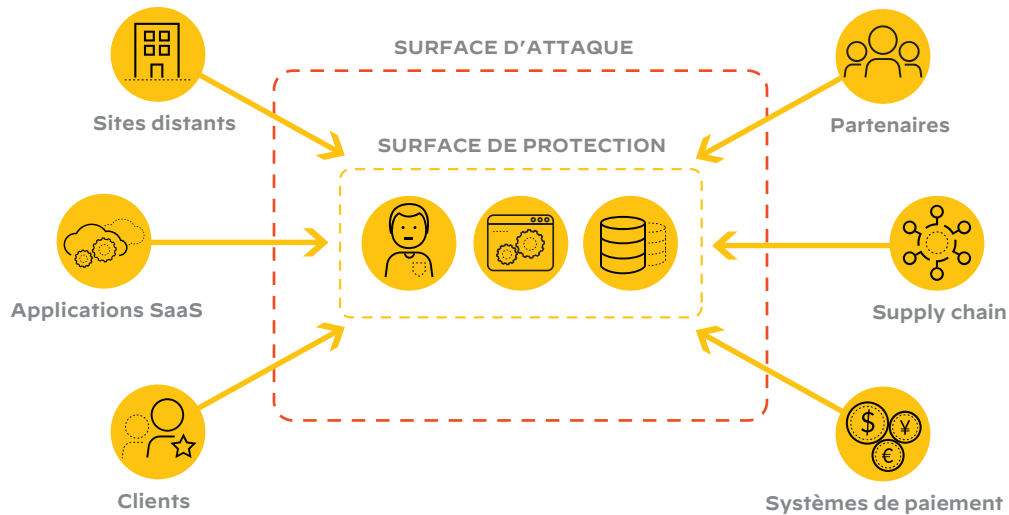 SURFACE D'ATTAQUE
Sites distants
Partenaires
SURFACE DE PROTECTION
Applications SaaS
Supply chain
$
¥
€
Clients
Systèmes de paiement